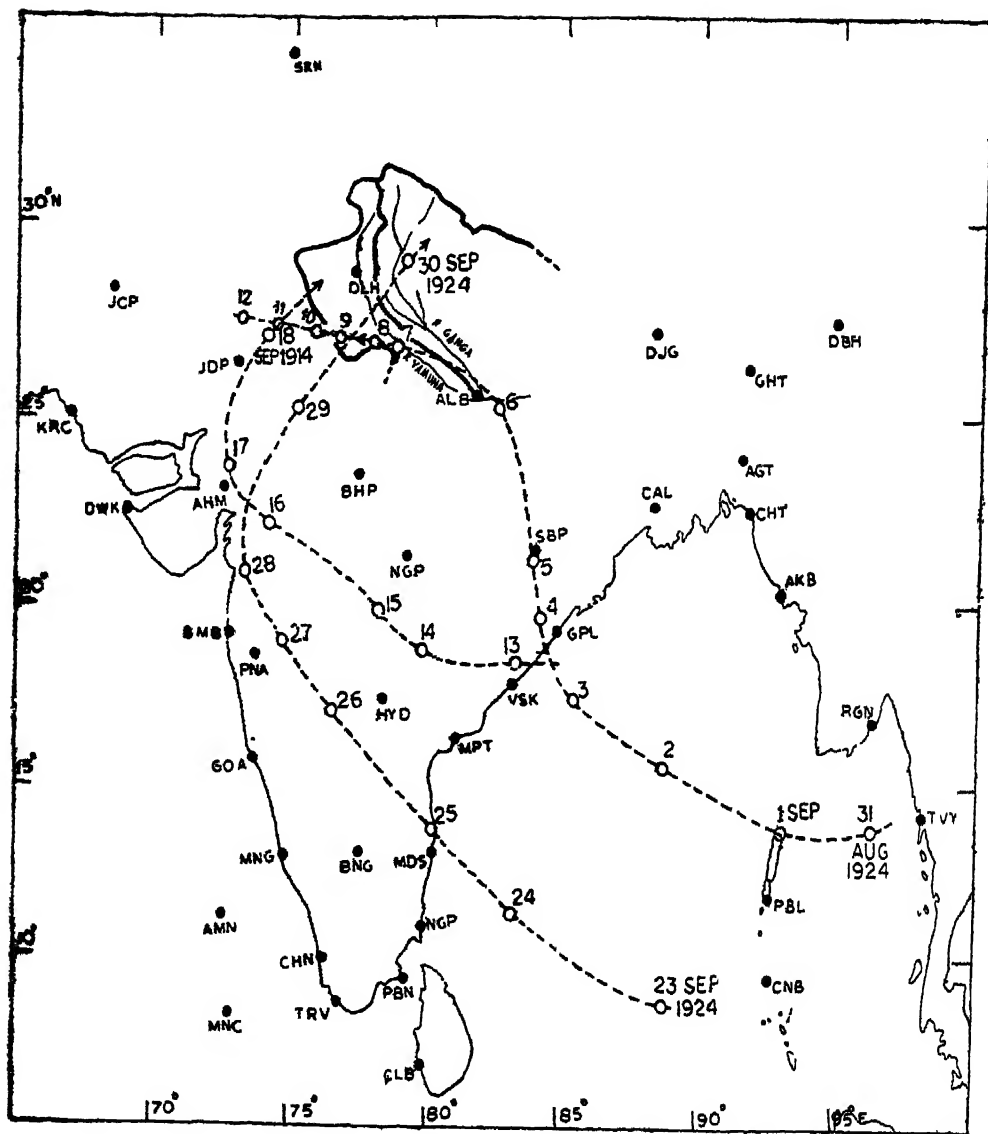 SRN
30°N
30 SEP
1924
DLH
JCP
12
11
10
9
8
18
SEP 1914
R GANGA
YAMUNA
DJG
DBH
JDP
GHT
ALB
6
29
25°
KRC
17
AHM
BHP
AGT
CAL
CHT
DWK
16
SBP
5
NGP
28
AKB
20°
15
4
GPL
BMB
27
14
13
PNA
VSK
3
26
HYD
RGN
MPT
2
GOA
15°
25
1 SEP
31
AUG
1924
TVY
MNG
BNG
MDS
24
PBL
AMN
NGP
10°
CHN
PBN
23 SEP
1924
CNB
TRV
MNC
CLB
70°
75°
80°
85°
90°
95°E